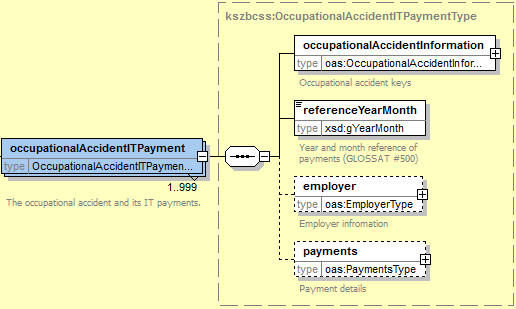 kszbcss:OccupationalAccidentITPaymentType
occupationalAccidentInformation
type oas:OccupationalAccidentInfor...
Occupational accident keys
referenceYearMonth
type xsd:gYearMonth
Year and month reference of
payments (GLOSSAT #500)
occupationalAccidentITPayment
type OccupationalAccidentITPaymen...
1..999
The occupational accident and its IT payments.
employer
type oas:EmployerType
Employer infromation
payments
type oas:PaymentsType
Payment details